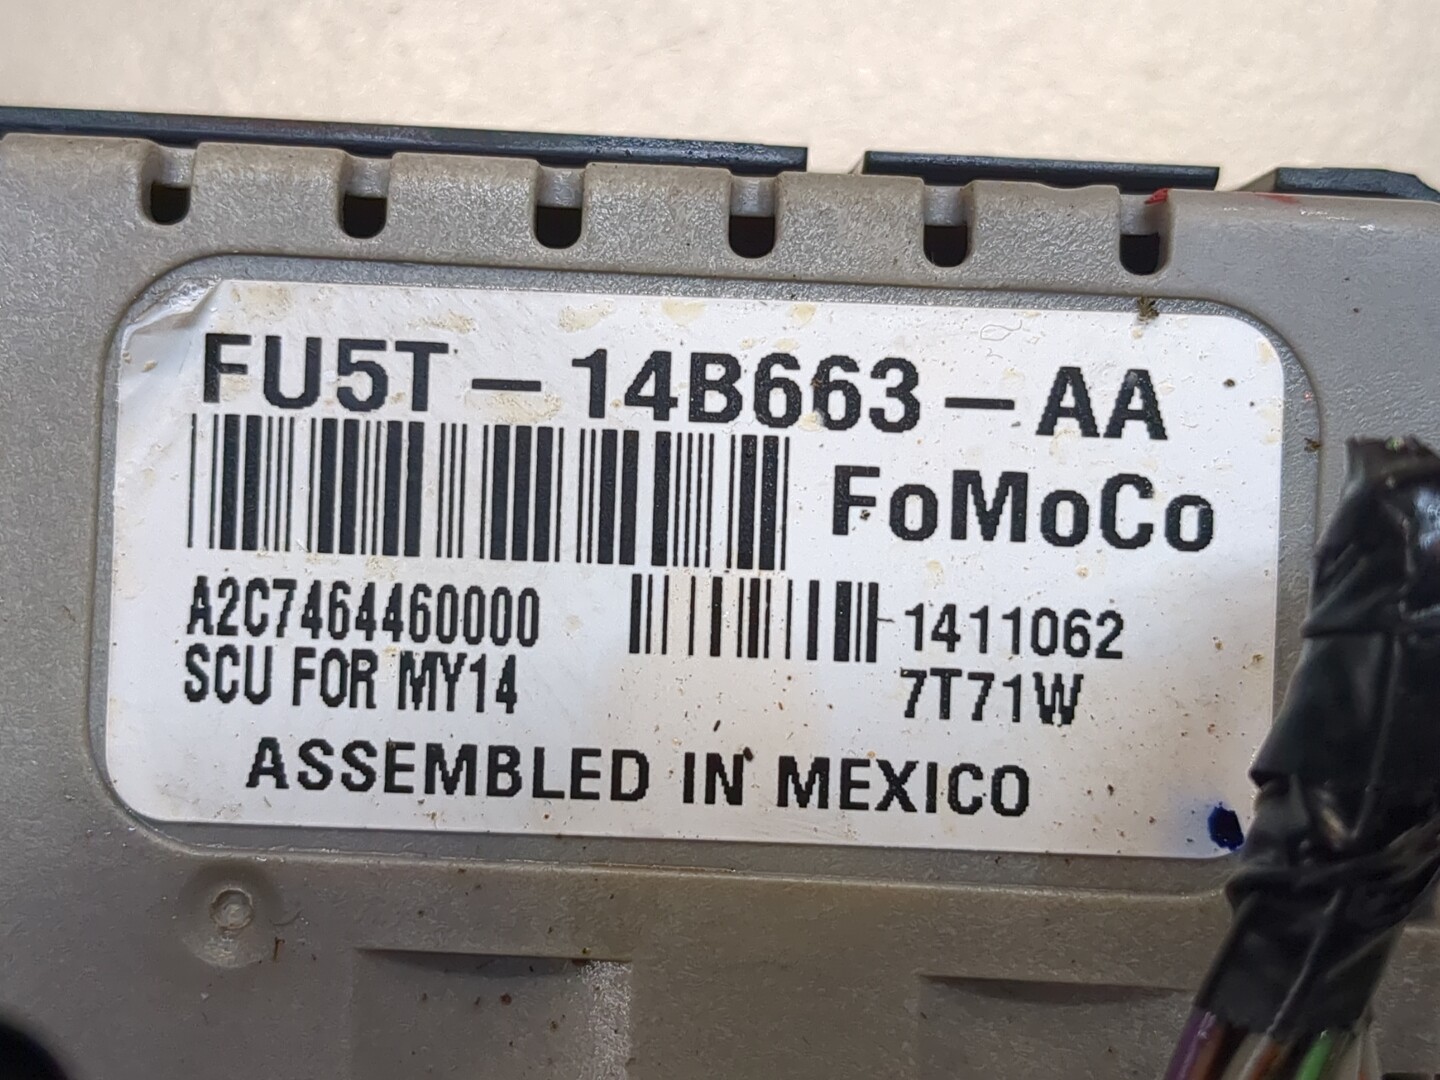 FU5T-14B663-AA
FoMoCo
A2C7464460000 1411062
SCU FOR MY14 7T71W
ASSEMBLED IN MEXICO